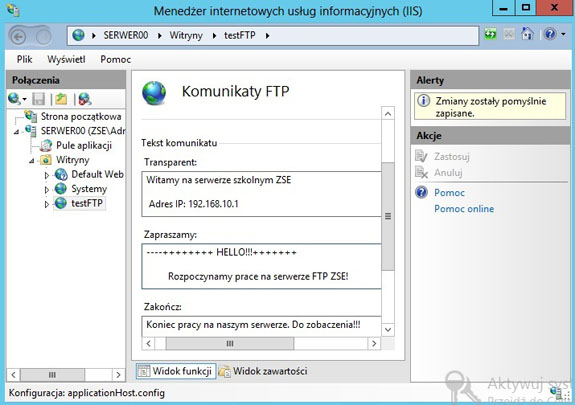 Menedżer internetowych usług informacyjnych (IIS)
SERWER00 Witryny testFTP
Plik Wyświetl Pomoc
Połączenia
Strona początkowa
SERWER00 (ZSE\Adr
Pule aplikacji
Witryny
Default Web
Systemy
testFTP
Komunikaty FTP
Tekst komunikatu
Transparent:
Witamy na serwerze szkolnym ZSE
Adres IP: 192.168.10.1
Zapraszamy:
----++++++++ HELLO!!!+++++++
Rozpoczynamy prace na serwerze FTP ZSE!
Zakończ:
Koniec pracy na naszym serwerze. Do zobaczenia!!!
Widok funkcji Widok zawartości
Alerty
Zmiany zostały pomyślnie
zapisane.
Akcje
Zastosuj
Anuluj
Pomoc
Pomoc online
Aktywuj sys
Przejdź do
Konfiguracja: applicationHost.config